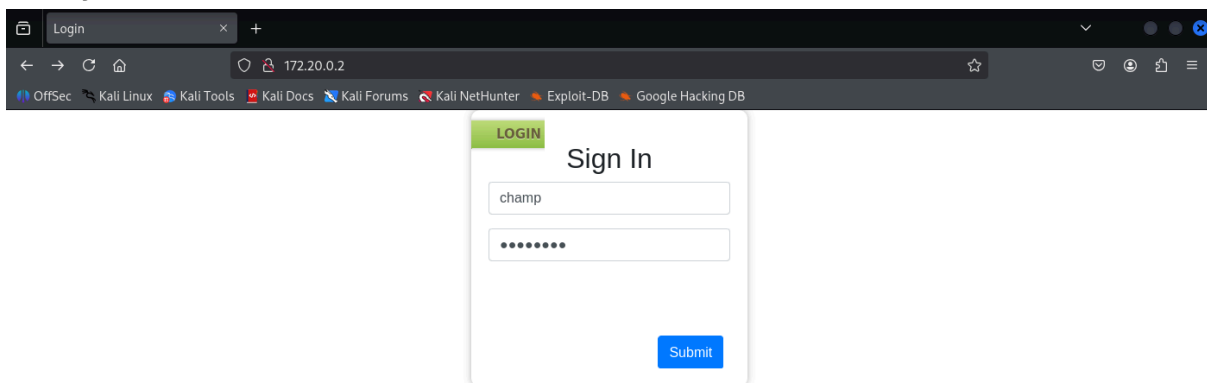 Login
172.20.0.2
OffSec Kali Linux Kali Tools Kali Docs Kali Forums Kali NetHunter Exploit-DB Google Hacking DB
LOGIN
Sign In
champ
••••••••
Submit